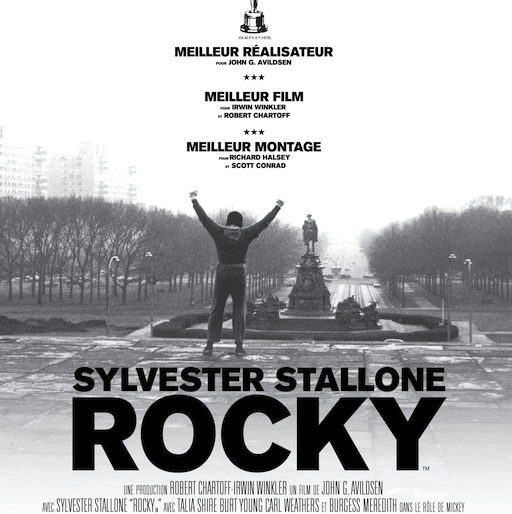 ©A.M.P.A.S.® (1976)
MEILLEUR RÉALISATEUR
POUR JOHN G. AVILDSEN
★★★
MEILLEUR FILM
POUR IRWIN WINKLER
ET ROBERT CHARTOFF
★★★
MEILLEUR MONTAGE
POUR RICHARD HALSEY
ET SCOTT CONRAD
SYLVESTER STALLONE
ROCKY™
UNE PRODUCTION ROBERT CHARTOFF-IRWIN WINKLER UN FILM DE JOHN G. AVILDSEN
AVEC SYLVESTER STALLONE "ROCKY" AVEC TALIA SHIRE BURT YOUNG CARL WEATHERS ET BURGESS MEREDITH DANS LE RÔLE DE MICKEY